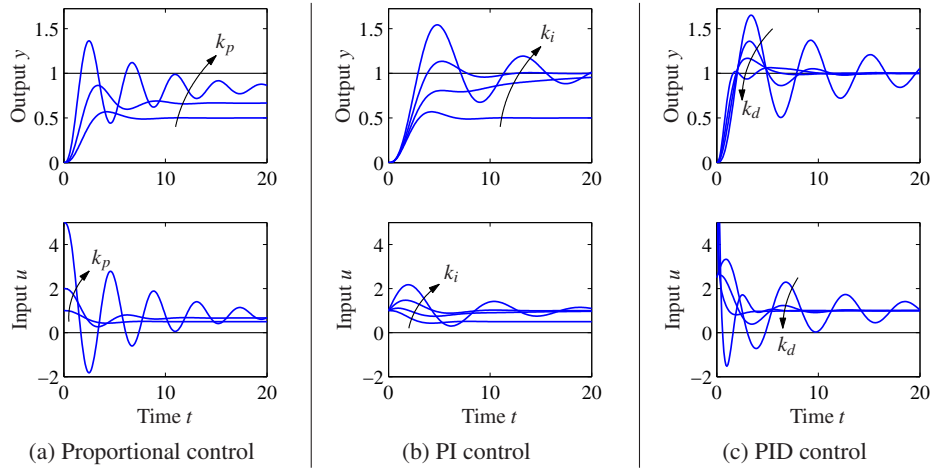 1.5
1
0.5
0
0 10 20
Output y
k_p
1.5
1
0.5
0
0 10 20
Output y
k_i
1.5
1
0.5
0
0 10 20
Output y
k_d
4
2
0
−2
0 10 20
Input u
k_p
Time t
4
2
0
−2
0 10 20
Input u
k_i
Time t
4
2
0
−2
0 10 20
Input u
k_d
Time t
(a) Proportional control
(b) PI control
(c) PID control